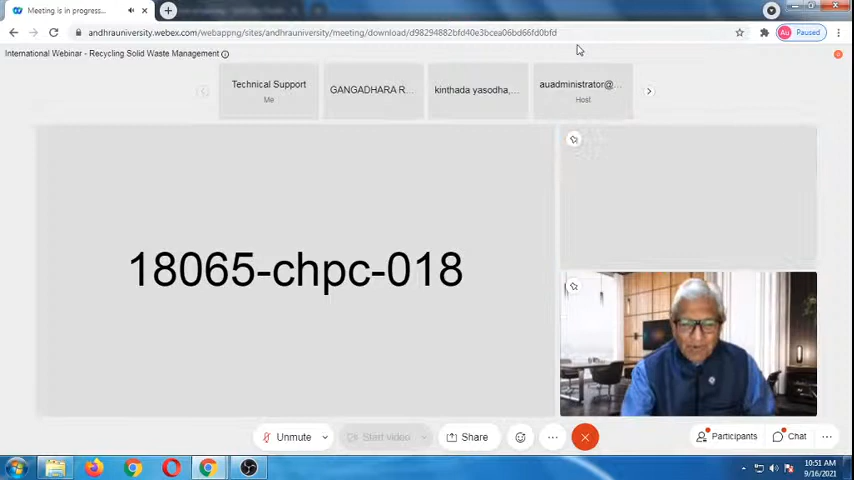 Meeting is in progress...
andhrauniversity.webex.com/webappng/sites/andhrauniversity/meeting/download/d98294882bfd40e3bcea06bd66fd0bfd
Au Paused
International Webinar - Recycling Solid Waste Management
Technical Support
Me
GANGADHARA R...
kinthada yasodha,...
auadministrator@...
Host
18065-chpc-018
Unmute
Start video
Share
Participants
Chat
10:51 AM
9/16/2021